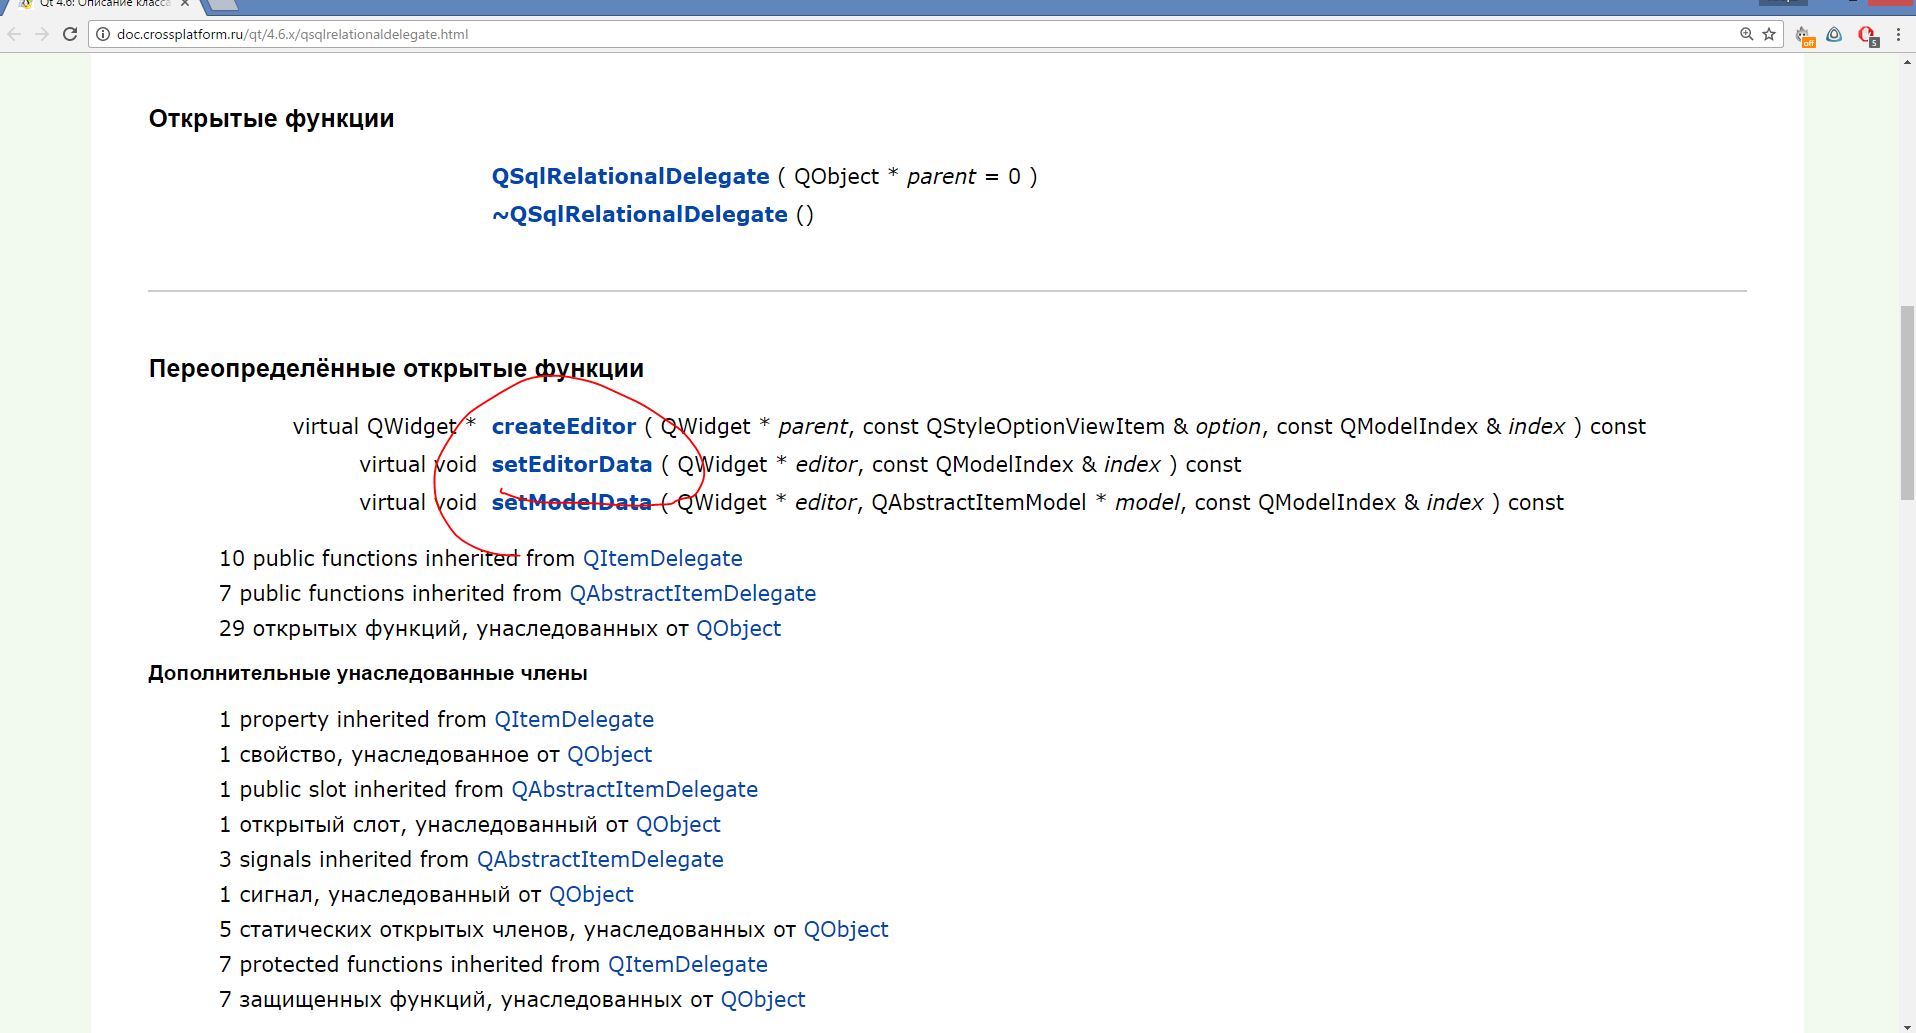 Qt 4.6: Описание класса
doc.crossplatform.ru/qt/4.6.x/qsqlrelationaldelegate.html
off
5
Открытые функции
QSqlRelationalDelegate ( QObject * parent = 0 )
~QSqlRelationalDelegate ()
Переопределённые открытые функции
virtual QWidget * createEditor ( QWidget * parent, const QStyleOptionViewItem & option, const QModelIndex & index ) const
virtual void setEditorData ( QWidget * editor, const QModelIndex & index ) const
virtual void setModelData ( QWidget * editor, QAbstractItemModel * model, const QModelIndex & index ) const
10 public functions inherited from QItemDelegate
7 public functions inherited from QAbstractItemDelegate
29 открытых функций, унаследованных от QObject
Дополнительные унаследованные члены
1 property inherited from QItemDelegate
1 свойство, унаследованное от QObject
1 public slot inherited from QAbstractItemDelegate
1 открытый слот, унаследованный от QObject
3 signals inherited from QAbstractItemDelegate
1 сигнал, унаследованный от QObject
5 статических открытых членов, унаследованных от QObject
7 protected functions inherited from QItemDelegate
7 защищенных функций, унаследованных от QObject